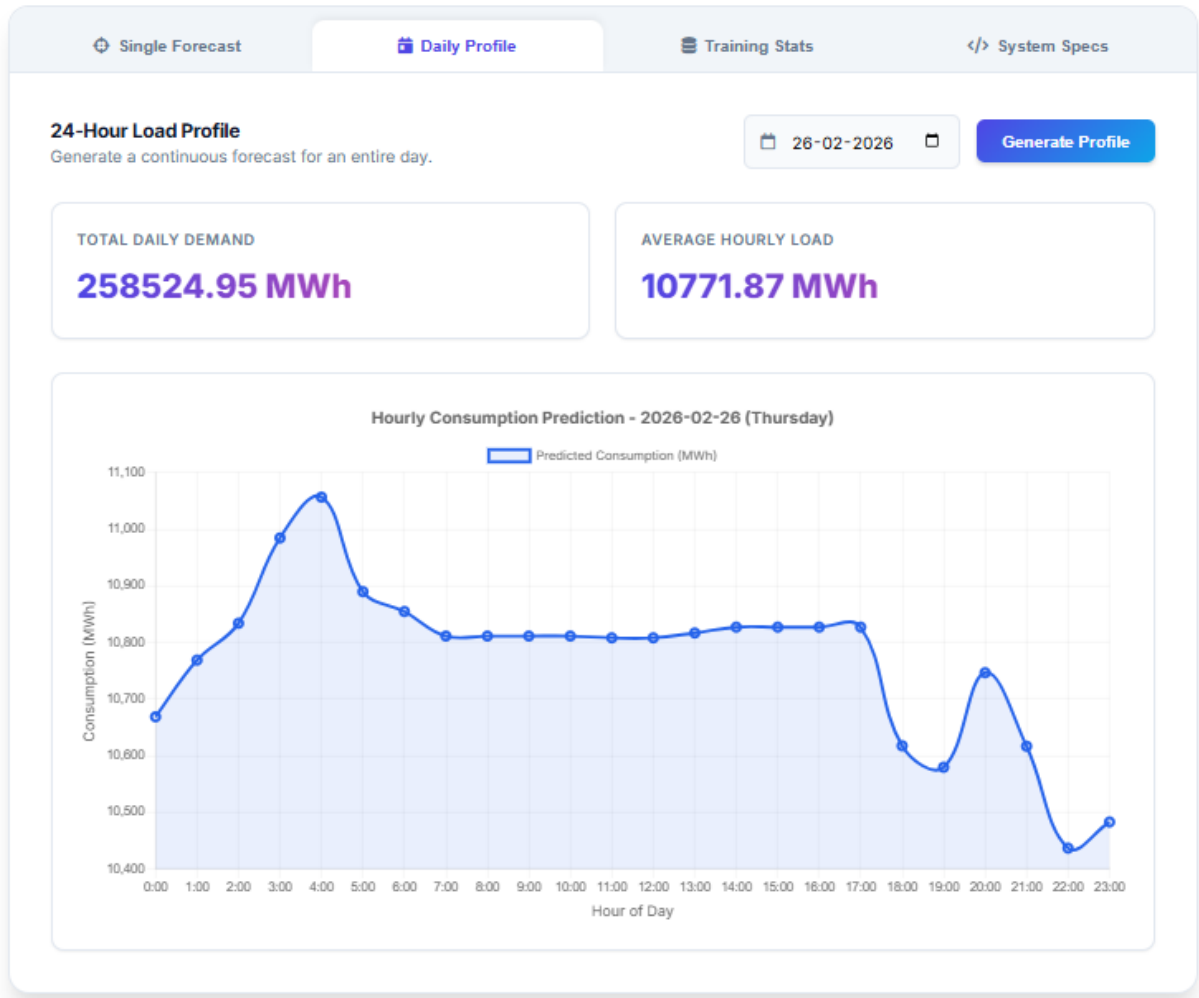 Single Forecast
Daily Profile
Training Stats
</> System Specs
24-Hour Load Profile
Generate a continuous forecast for an entire day.
26-02-2026
Generate Profile
TOTAL DAILY DEMAND
258524.95 MWh
AVERAGE HOURLY LOAD
10771.87 MWh
Hourly Consumption Prediction - 2026-02-26 (Thursday)
Predicted Consumption (MWh)
Consumption (MWh)
11,100
11,000
10,900
10,800
10,700
10,600
10,500
10,400
0:00 1:00 2:00 3:00 4:00 5:00 6:00 7:00 8:00 9:00 10:00 11:00 12:00 13:00 14:00 15:00 16:00 17:00 18:00 19:00 20:00 21:00 22:00 23:00
Hour of Day